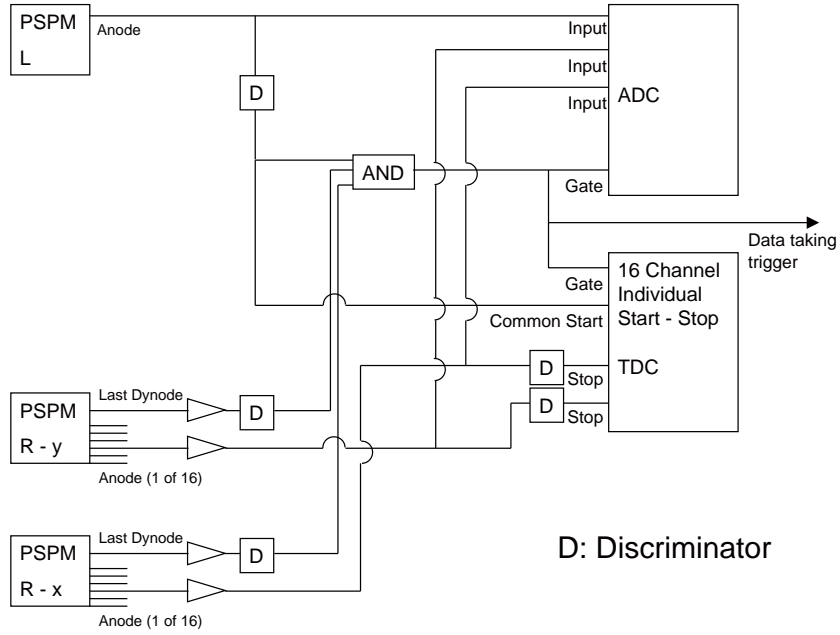 PSPM
L
Anode
D
AND
Input
Input
Input
ADC
Gate
Data taking
trigger
Gate
Common Start
16 Channel
Individual
Start - Stop
TDC
D
Stop
D
Stop
PSPM
R - y
Last Dynode
D
Anode (1 of 16)
PSPM
R - x
Last Dynode
D
Anode (1 of 16)
D: Discriminator